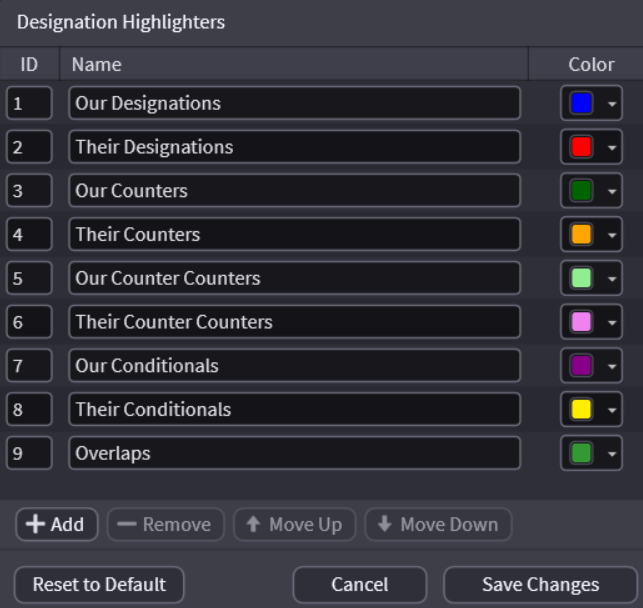 Designation Highlighters
ID Name Color
1 Our Designations
2 Their Designations
3 Our Counters
4 Their Counters
5 Our Counter Counters
6 Their Counter Counters
7 Our Conditionals
8 Their Conditionals
9 Overlaps
Add Remove Move Up Move Down
Reset to Default Cancel Save Changes